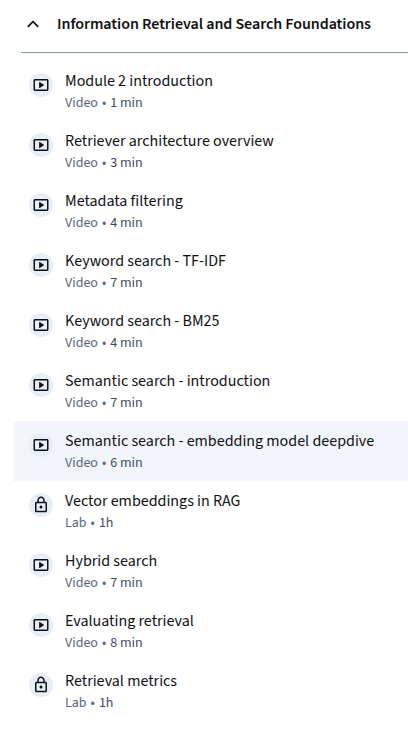 Information Retrieval and Search Foundations
Module 2 introduction
Video • 1 min
Retriever architecture overview
Video • 3 min
Metadata filtering
Video • 4 min
Keyword search - TF-IDF
Video • 7 min
Keyword search - BM25
Video • 4 min
Semantic search - introduction
Video • 7 min
Semantic search - embedding model deepdive
Video • 6 min
Vector embeddings in RAG
Lab • 1h
Hybrid search
Video • 7 min
Evaluating retrieval
Video • 8 min
Retrieval metrics
Lab • 1h